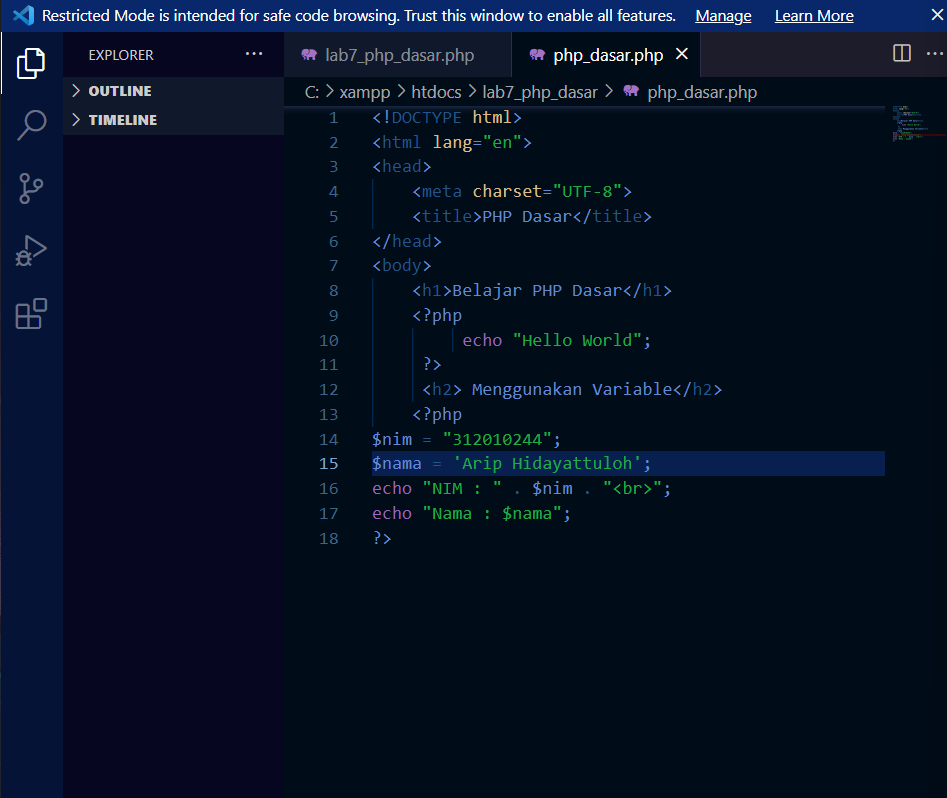 Restricted Mode is intended for safe code browsing. Trust this window to enable all features. Manage Learn More
EXPLORER
OUTLINE
TIMELINE
lab7_php_dasar.php php_dasar.php
C: > xampp > htdocs > lab7_php_dasar > php_dasar.php
1 <!DOCTYPE html>
2 <html lang="en">
3 <head>
4     <meta charset="UTF-8">
5     <title>PHP Dasar</title>
6 </head>
7 <body>
8     <h1>Belajar PHP Dasar</h1>
9     <?php
10         echo "Hello World";
11      ?>
12      <h2> Menggunakan Variable</h2>
13     <?php
14 $nim = "312010244";
15 $nama = 'Arip Hidayattuloh';
16 echo "NIM : " . $nim . "<br>";
17 echo "Nama : $nama";
18 ?>